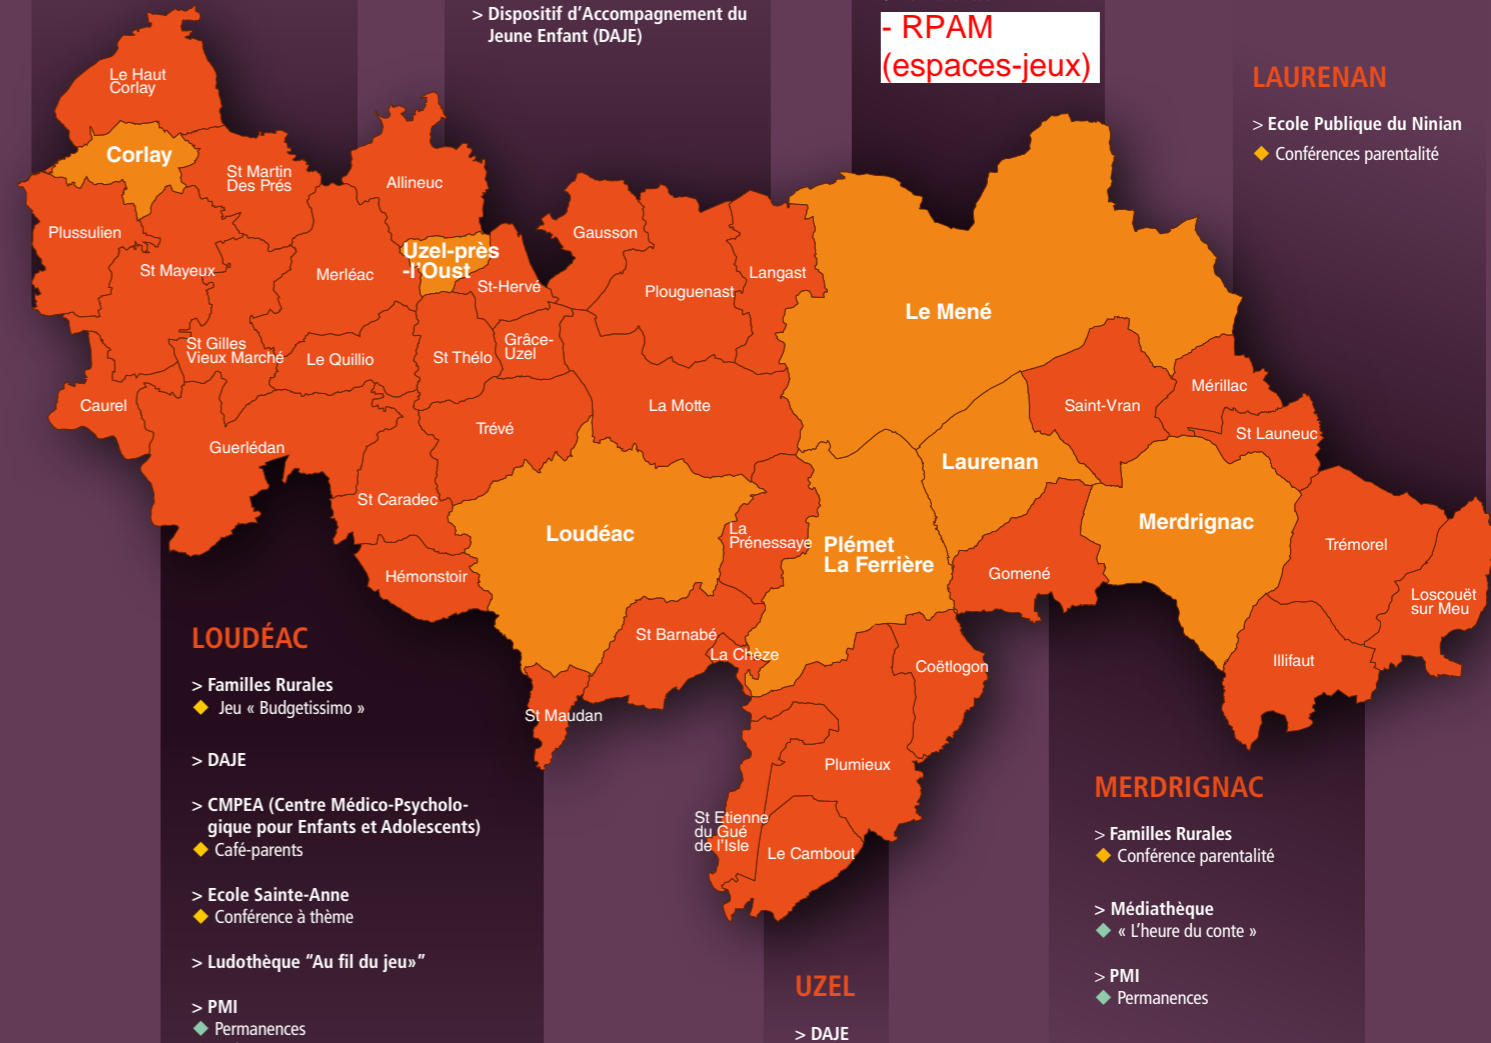 > Dispositif d’Accompagnement du
Jeune Enfant (DAJE)
- RPAM
(espaces-jeux)
LAURENAN
> Ecole Publique du Ninian
Conférences parentalité
Le Haut
Corlay
Corlay
St Martin
Des Prés
Allineuc
Plussulien
St Mayeux
Merléac
Uzel-près
-l’Oust
St-Hervé
Gausson
Plouguenast
Langast
Le Mené
St Gilles
Vieux Marché
Le Quillio
St Thélo
Grâce-
Uzel
Caurel
Guerlédan
Trévé
La Motte
Saint-Vran
Mérillac
St Launeuc
Laurenan
St Caradec
Loudéac
La
Prénessaye
Plémet
La Ferrière
Merdrignac
Trémorel
Hémonstoir
Gomené
Loscouët
sur Meu
St Barnabé
La Chèze
Coëtlogon
Illifaut
St Maudan
Plumieux
St Etienne
du Gué
de l’Isle
Le Cambout
LOUDÉAC
> Familles Rurales
Jeu « Budgetissimo »
> DAJE
> CMPEA (Centre Médico-Psycholo-
gique pour Enfants et Adolescents)
Café-parents
> Ecole Sainte-Anne
Conférence à thème
> Ludothèque “Au fil du jeu»”
> PMI
Permanences
UZEL
> DAJE
MERDRIGNAC
> Familles Rurales
Conférence parentalité
> Médiathèque
« L’heure du conte »
> PMI
Permanences